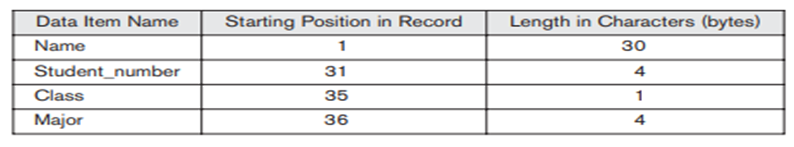 Data Item Name Starting Position in Record Length in Characters (bytes)
Name 1 30
Student_number 31 4
Class 35 1
Major 36 4